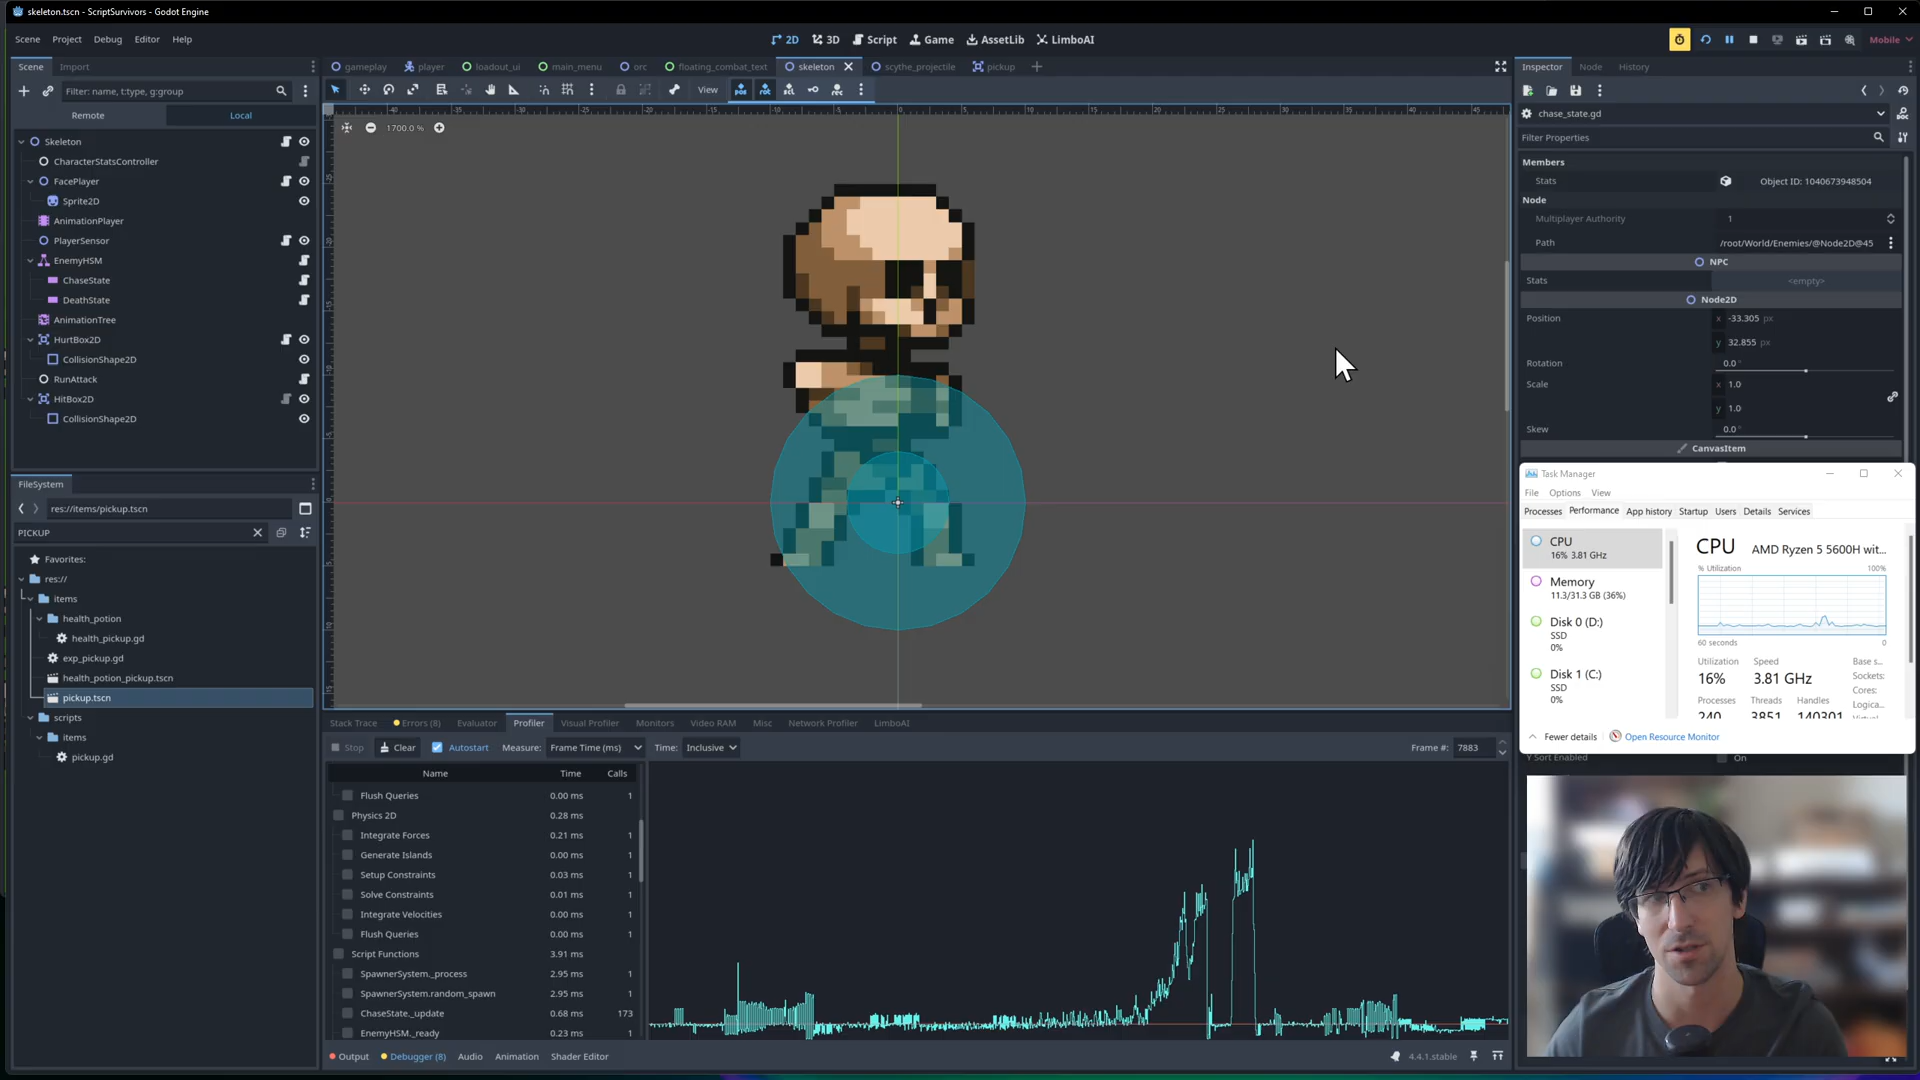 skeleton.tscn - ScriptSurvivors - Godot Engine
Scene Project Debug Editor Help
2D 3D Script Game AssetLib LimboAI
Mobile
Scene Import
gameplay player loadout_ui main_menu orc floating_combat_text skeleton scythe_projectile pickup
Inspector Node History
Filter: name, t:type, g:group
View
Remote Local
1700.0 %
chase_state.gd
Filter Properties
Skeleton
CharacterStatsController
FacePlayer
Sprite2D
AnimationPlayer
PlayerSensor
EnemyHSM
ChaseState
DeathState
AnimationTree
HurtBox2D
CollisionShape2D
RunAttack
HitBox2D
CollisionShape2D
Members
Stats Object ID: 1040673948504
Node
Multiplayer Authority 1
Path /root/World/Enemies/@Node2D@45
NPC
Stats <empty>
Node2D
Position x -33.305 px
y 32.855 px
Rotation 0.0 °
Scale x 1.0
y 1.0
Skew 0.0 °
CanvasItem
FileSystem
res://items/pickup.tscn
PICKUP
Favorites:
res://
items
health_potion
health_pickup.gd
exp_pickup.gd
health_potion_pickup.tscn
pickup.tscn
scripts
items
pickup.gd
Task Manager
File Options View
Processes Performance App history Startup Users Details Services
CPU
16% 3.81 GHz
Memory
11.3/31.3 GB (36%)
Disk 0 (D:)
SSD
0%
Disk 1 (C:)
SSD
0%
CPU AMD Ryzen 5 5600H wit...
% Utilization 100%
60 seconds 0
Utilization Speed Base s...
16% 3.81 GHz Sockets:
Cores:
Processes Threads Handles Logica...
240 3851 140301
Fewer details Open Resource Monitor
Y Sort Enabled On
Stack Trace Errors (8) Evaluator Profiler Visual Profiler Monitors Video RAM Misc Network Profiler LimboAI
Stop Clear Autostart Measure: Frame Time (ms) Time: Inclusive Frame #: 7883
Name Time Calls
Flush Queries 0.00 ms 1
Physics 2D 0.28 ms
Integrate Forces 0.21 ms 1
Generate Islands 0.00 ms 1
Setup Constraints 0.03 ms 1
Solve Constraints 0.01 ms 1
Integrate Velocities 0.00 ms 1
Flush Queries 0.00 ms 1
Script Functions 3.91 ms
SpawnerSystem._process 2.95 ms 1
SpawnerSystem.random_spawn 2.95 ms 1
ChaseState._update 0.68 ms 173
EnemyHSM._ready 0.23 ms 1
Output Debugger (8) Audio Animation Shader Editor
4.4.1.stable